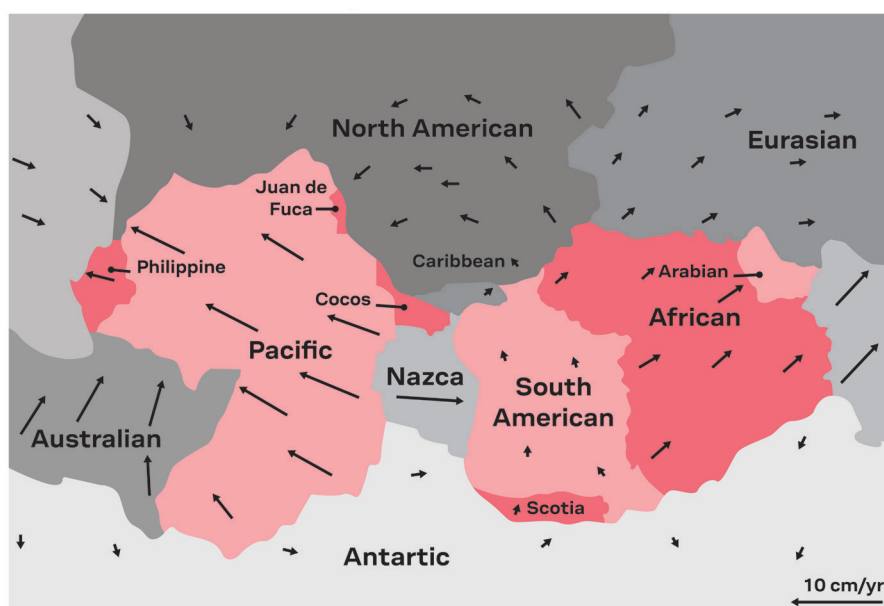 North American
Eurasian
Juan de
Fuca
Philippine
Caribbean
Arabian
Cocos
African
Pacific
Nazca
South
American
Australian
Scotia
Antartic
10 cm/yr